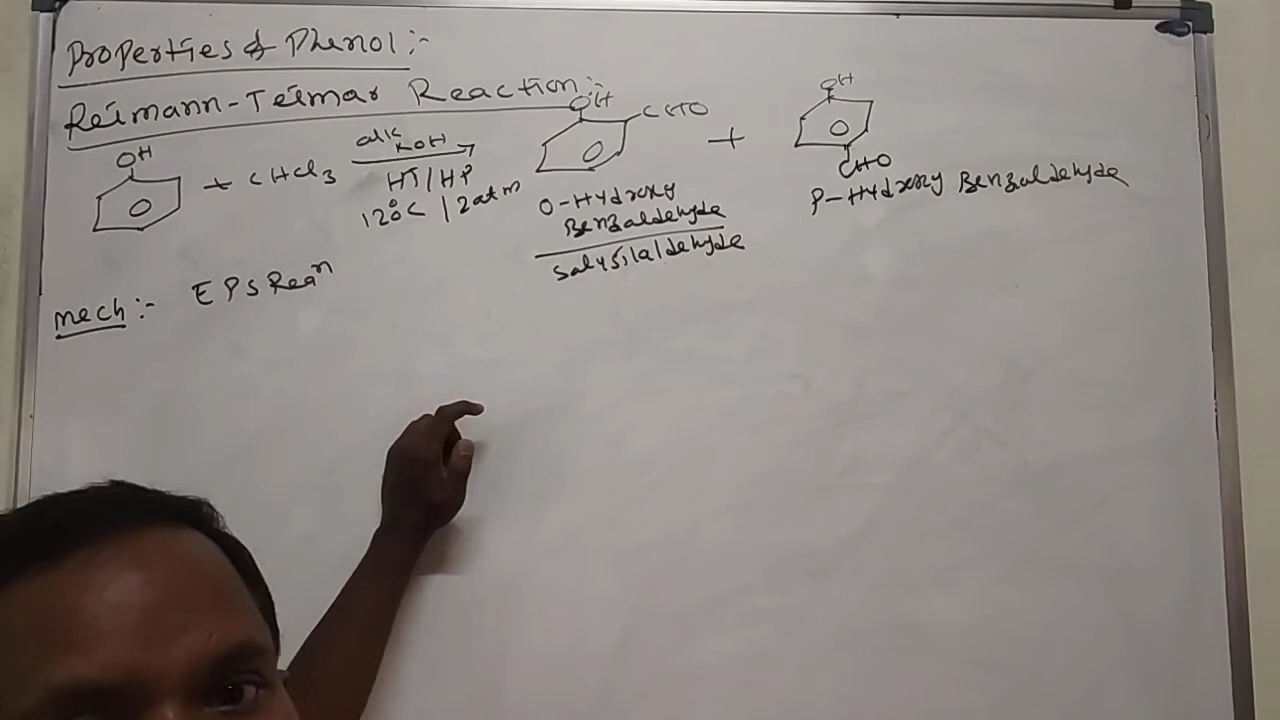 Properties of Phenol :-
Reimann-Teimar Reaction :-
OH
+ CHCl3
alk KOH
HT / HP
120°C / 2atm
OH
CHO
O-Hydroxy
Benzaldehyde
Salysilaldehyde
+
OH
CHO
P-Hydroxy Benzaldehyde
mech :- EPS Reaⁿ